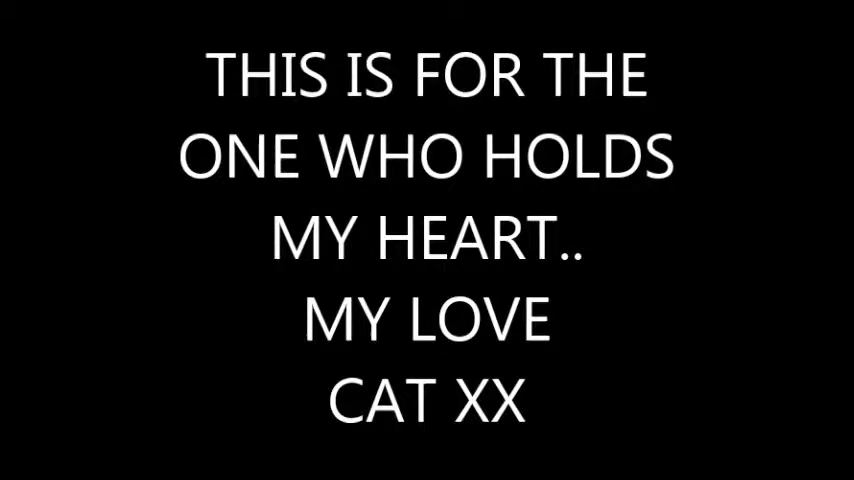 THIS IS FOR THE
ONE WHO HOLDS
MY HEART..
MY LOVE
CAT XX